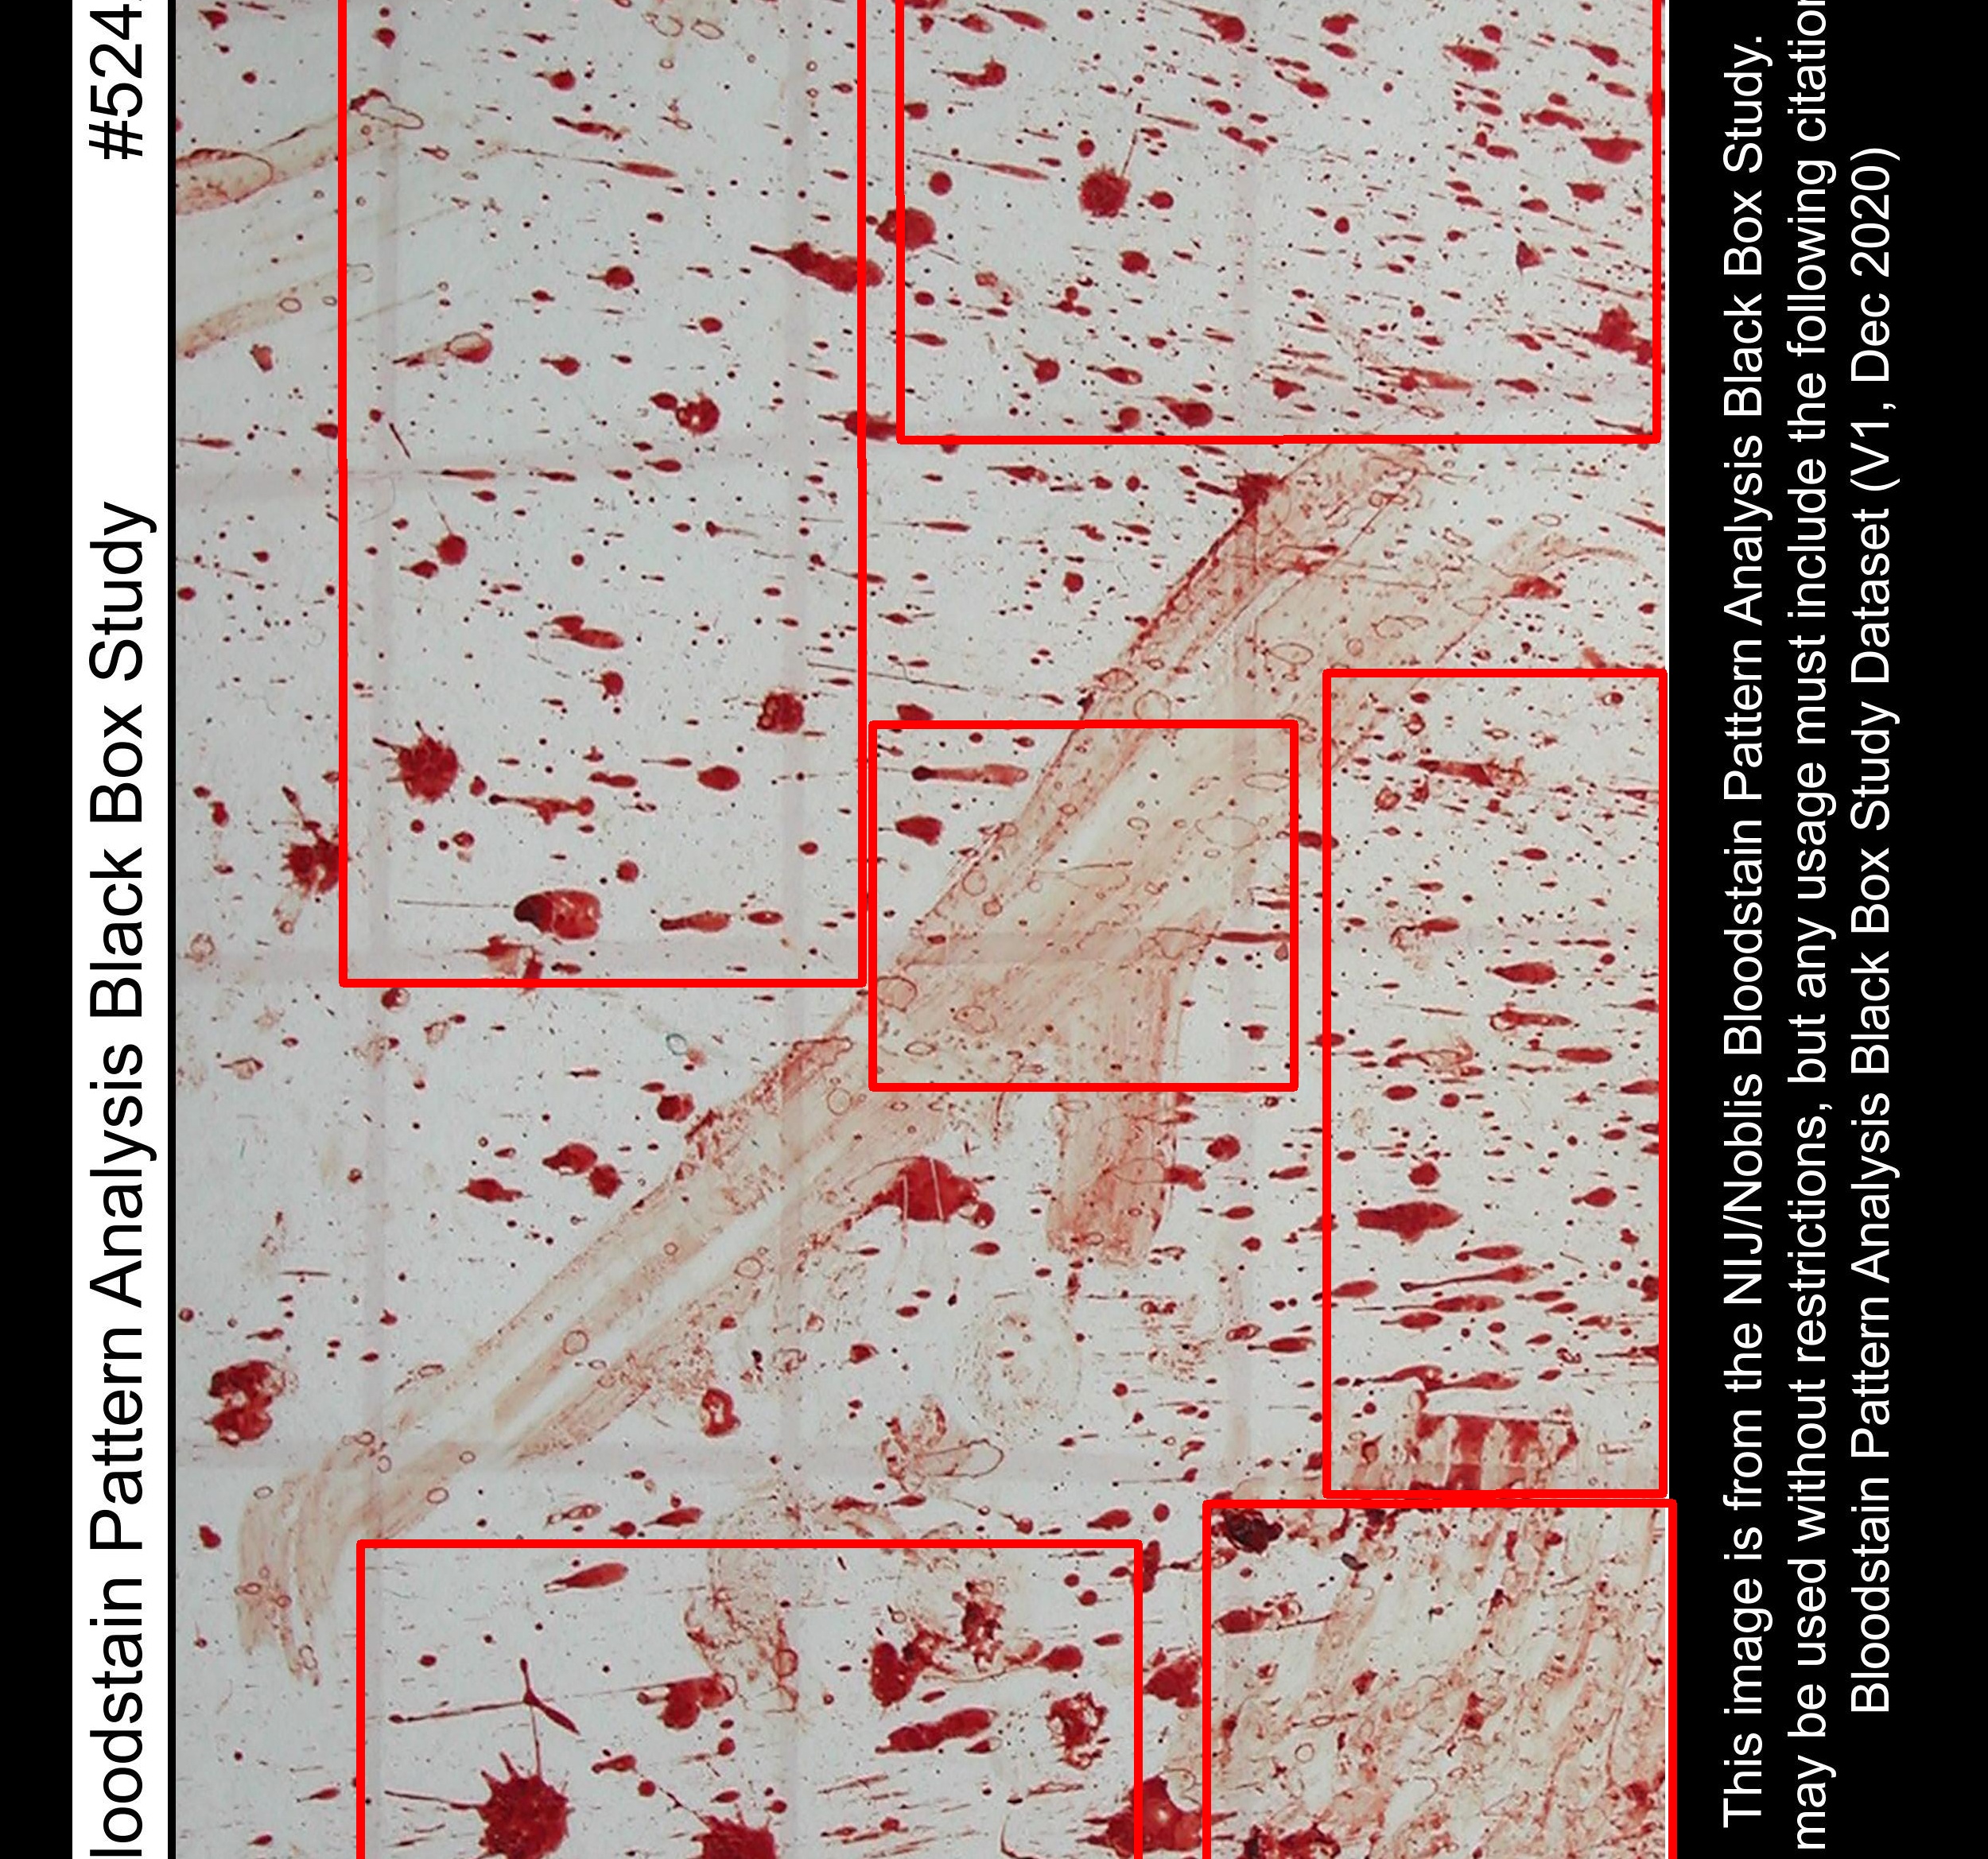 loodstain Pattern Analysis Black Box Study #524
This image is from the NIJ/Noblis Bloodstain Pattern Analysis Black Box Study.
may be used without restrictions, but any usage must include the following citation
Bloodstain Pattern Analysis Black Box Study Dataset (V1, Dec 2020)